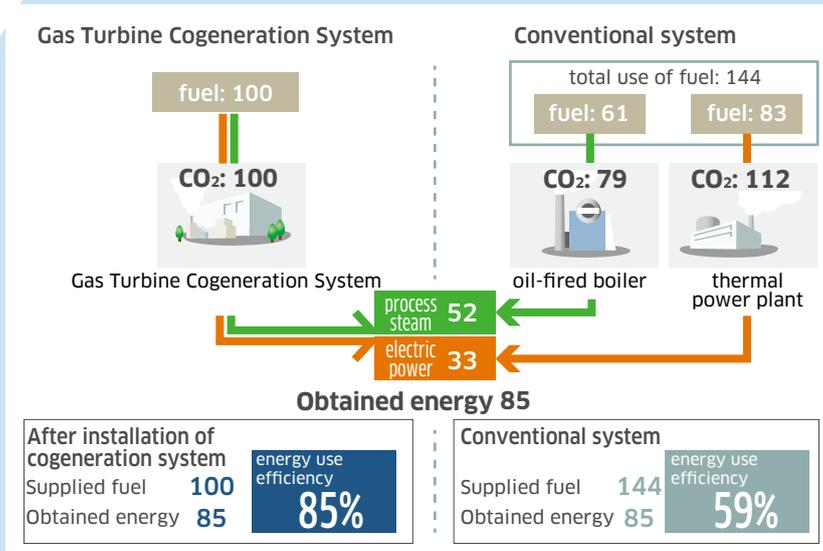 Gas Turbine Cogeneration System
Conventional system
fuel: 100
total use of fuel: 144
fuel: 61
fuel: 83
CO₂: 100
CO₂: 79
CO₂: 112
Gas Turbine Cogeneration System
oil-fired boiler
thermal
power plant
process
steam
52
electric
power
33
Obtained energy 85
After installation of
cogeneration system
Supplied fuel 100
Obtained energy 85
energy use
efficiency
85%
Conventional system
Supplied fuel 144
Obtained energy 85
energy use
efficiency
59%